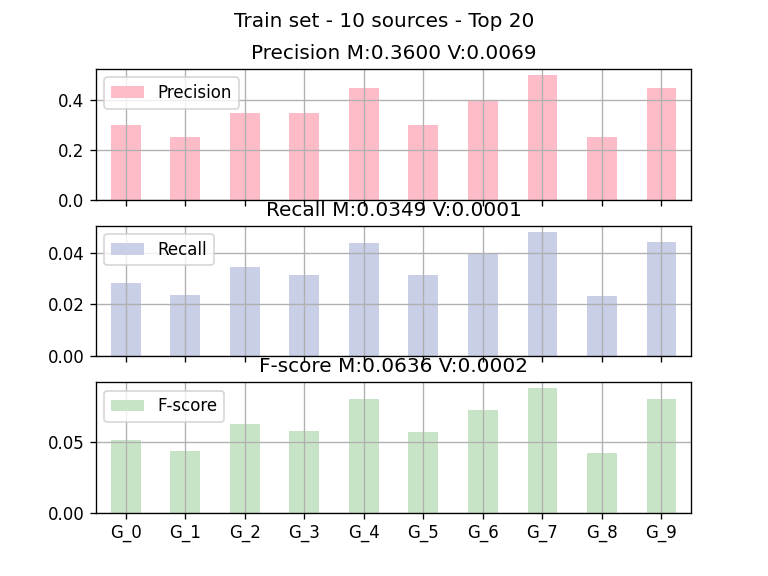 Train set - 10 sources - Top 20
Precision M:0.3600 V:0.0069
Precision
0.4
0.2
0.0
Recall M:0.0349 V:0.0001
Recall
0.04
0.02
0.00
F-score M:0.0636 V:0.0002
F-score
0.05
0.00
G_0 G_1 G_2 G_3 G_4 G_5 G_6 G_7 G_8 G_9